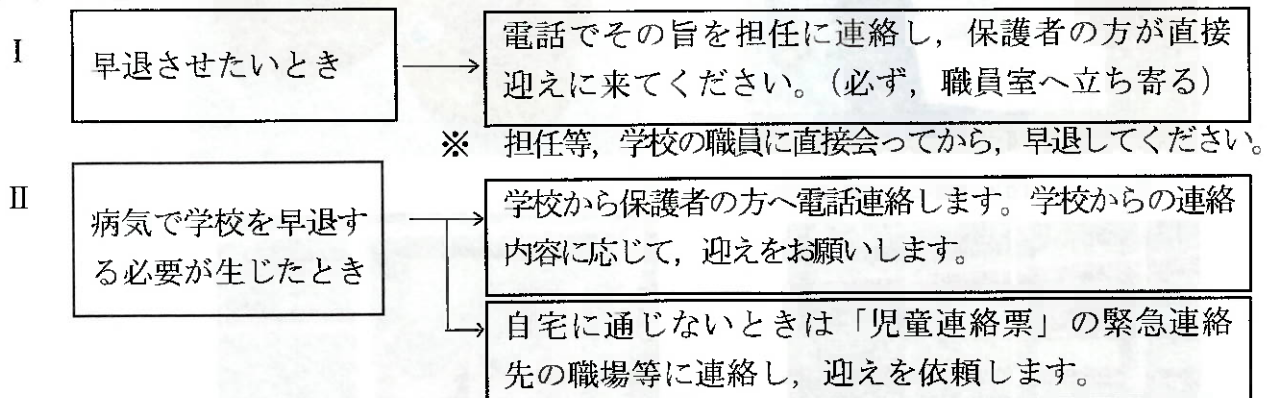 I
早退させたいとき
電話でその旨を担任に連絡し，保護者の方が直接
迎えに来てください。（必ず，職員室へ立ち寄る）
※ 担任等，学校の職員に直接会ってから，早退してください。
II
病気で学校を早退す
る必要が生じたとき
学校から保護者の方へ電話連絡します。学校からの連絡
内容に応じて，迎えをお願いします。
自宅に通じないときは「児童連絡票」の緊急連絡
先の職場等に連絡し，迎えを依頼します。